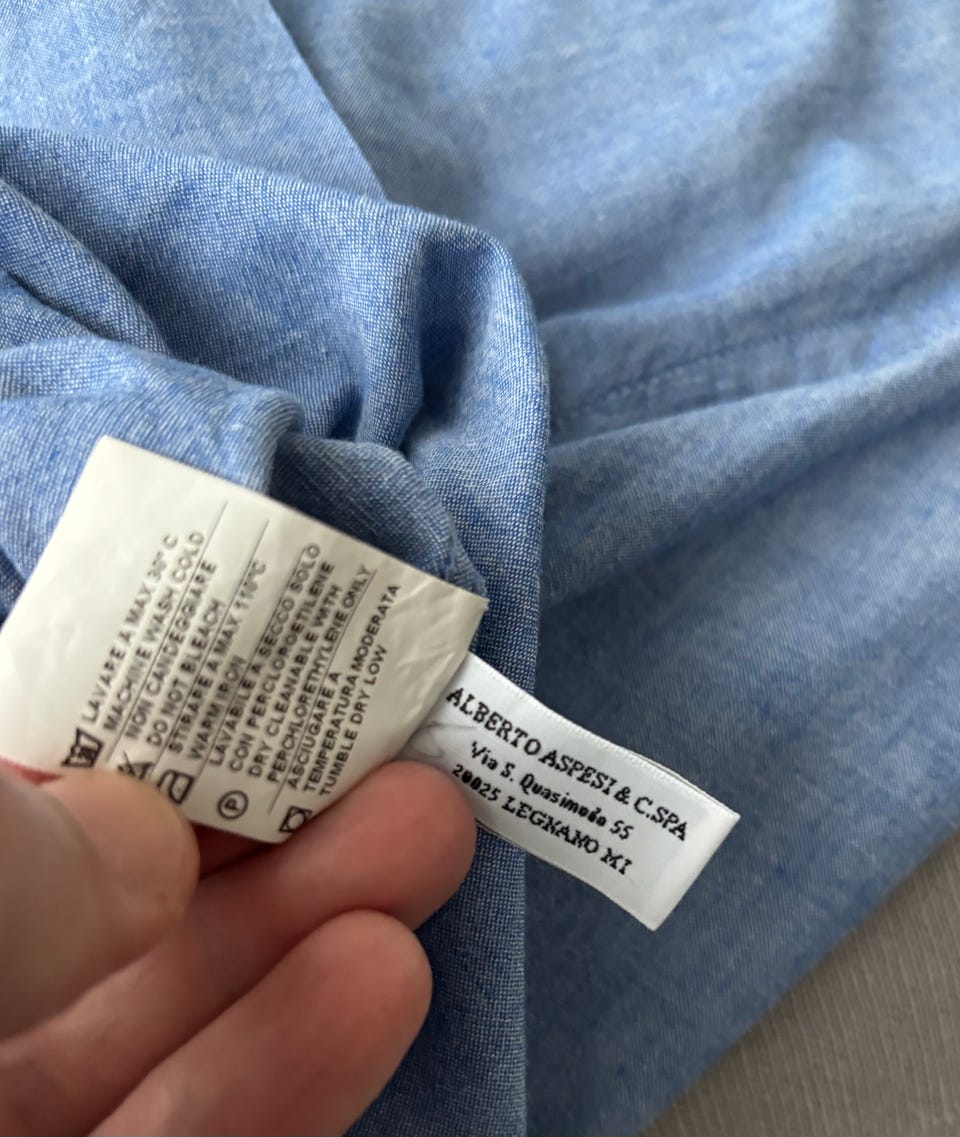 LAVARE A MAX 30° C
MACHINE WASH COLD
NON CANDEGGIARE
DO NOT BLEACH
STIRARE A MAX 110°C
WARM IRON
LAVABILE A SECCO SOLO
CON PERCLOROETILENE
DRY CLEANABLE WITH
PERCHLORETHYLENE ONLY
ASCIUGARE A
TEMPERATURA MODERATA
TUMBLE DRY LOW
P
ALBERTO ASPESI & C.SPA
Via S. Quasimodo 55
20025 LEGNANO MI